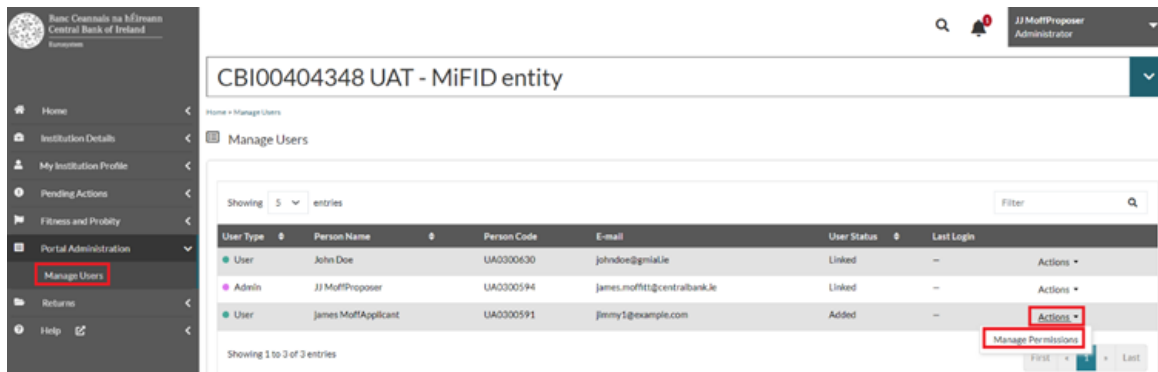 Banc Ceannais na hÉireann
Central Bank of Ireland
Eurosystem
1
JJ MoffProposer
Administrator
CBI00404348 UAT - MiFID entity
Home
Institution Details
My Institution Profile
Pending Actions
Fitness and Probity
Portal Administration
Manage Users
Returns
Help
Home > Manage Users
Manage Users
Showing 5 entries
Filter
User Type Person Name Person Code E-mail User Status Last Login
User John Doe UA0300630 johndoe@gmial.ie Linked – Actions
Admin JJ MoffProposer UA0300594 james.moffitt@centralbank.ie Linked – Actions
User James MoffApplicant UA0300591 jimmy1@example.com Added – Actions
Manage Permissions
Showing 1 to 3 of 3 entries
First « 1 » Last